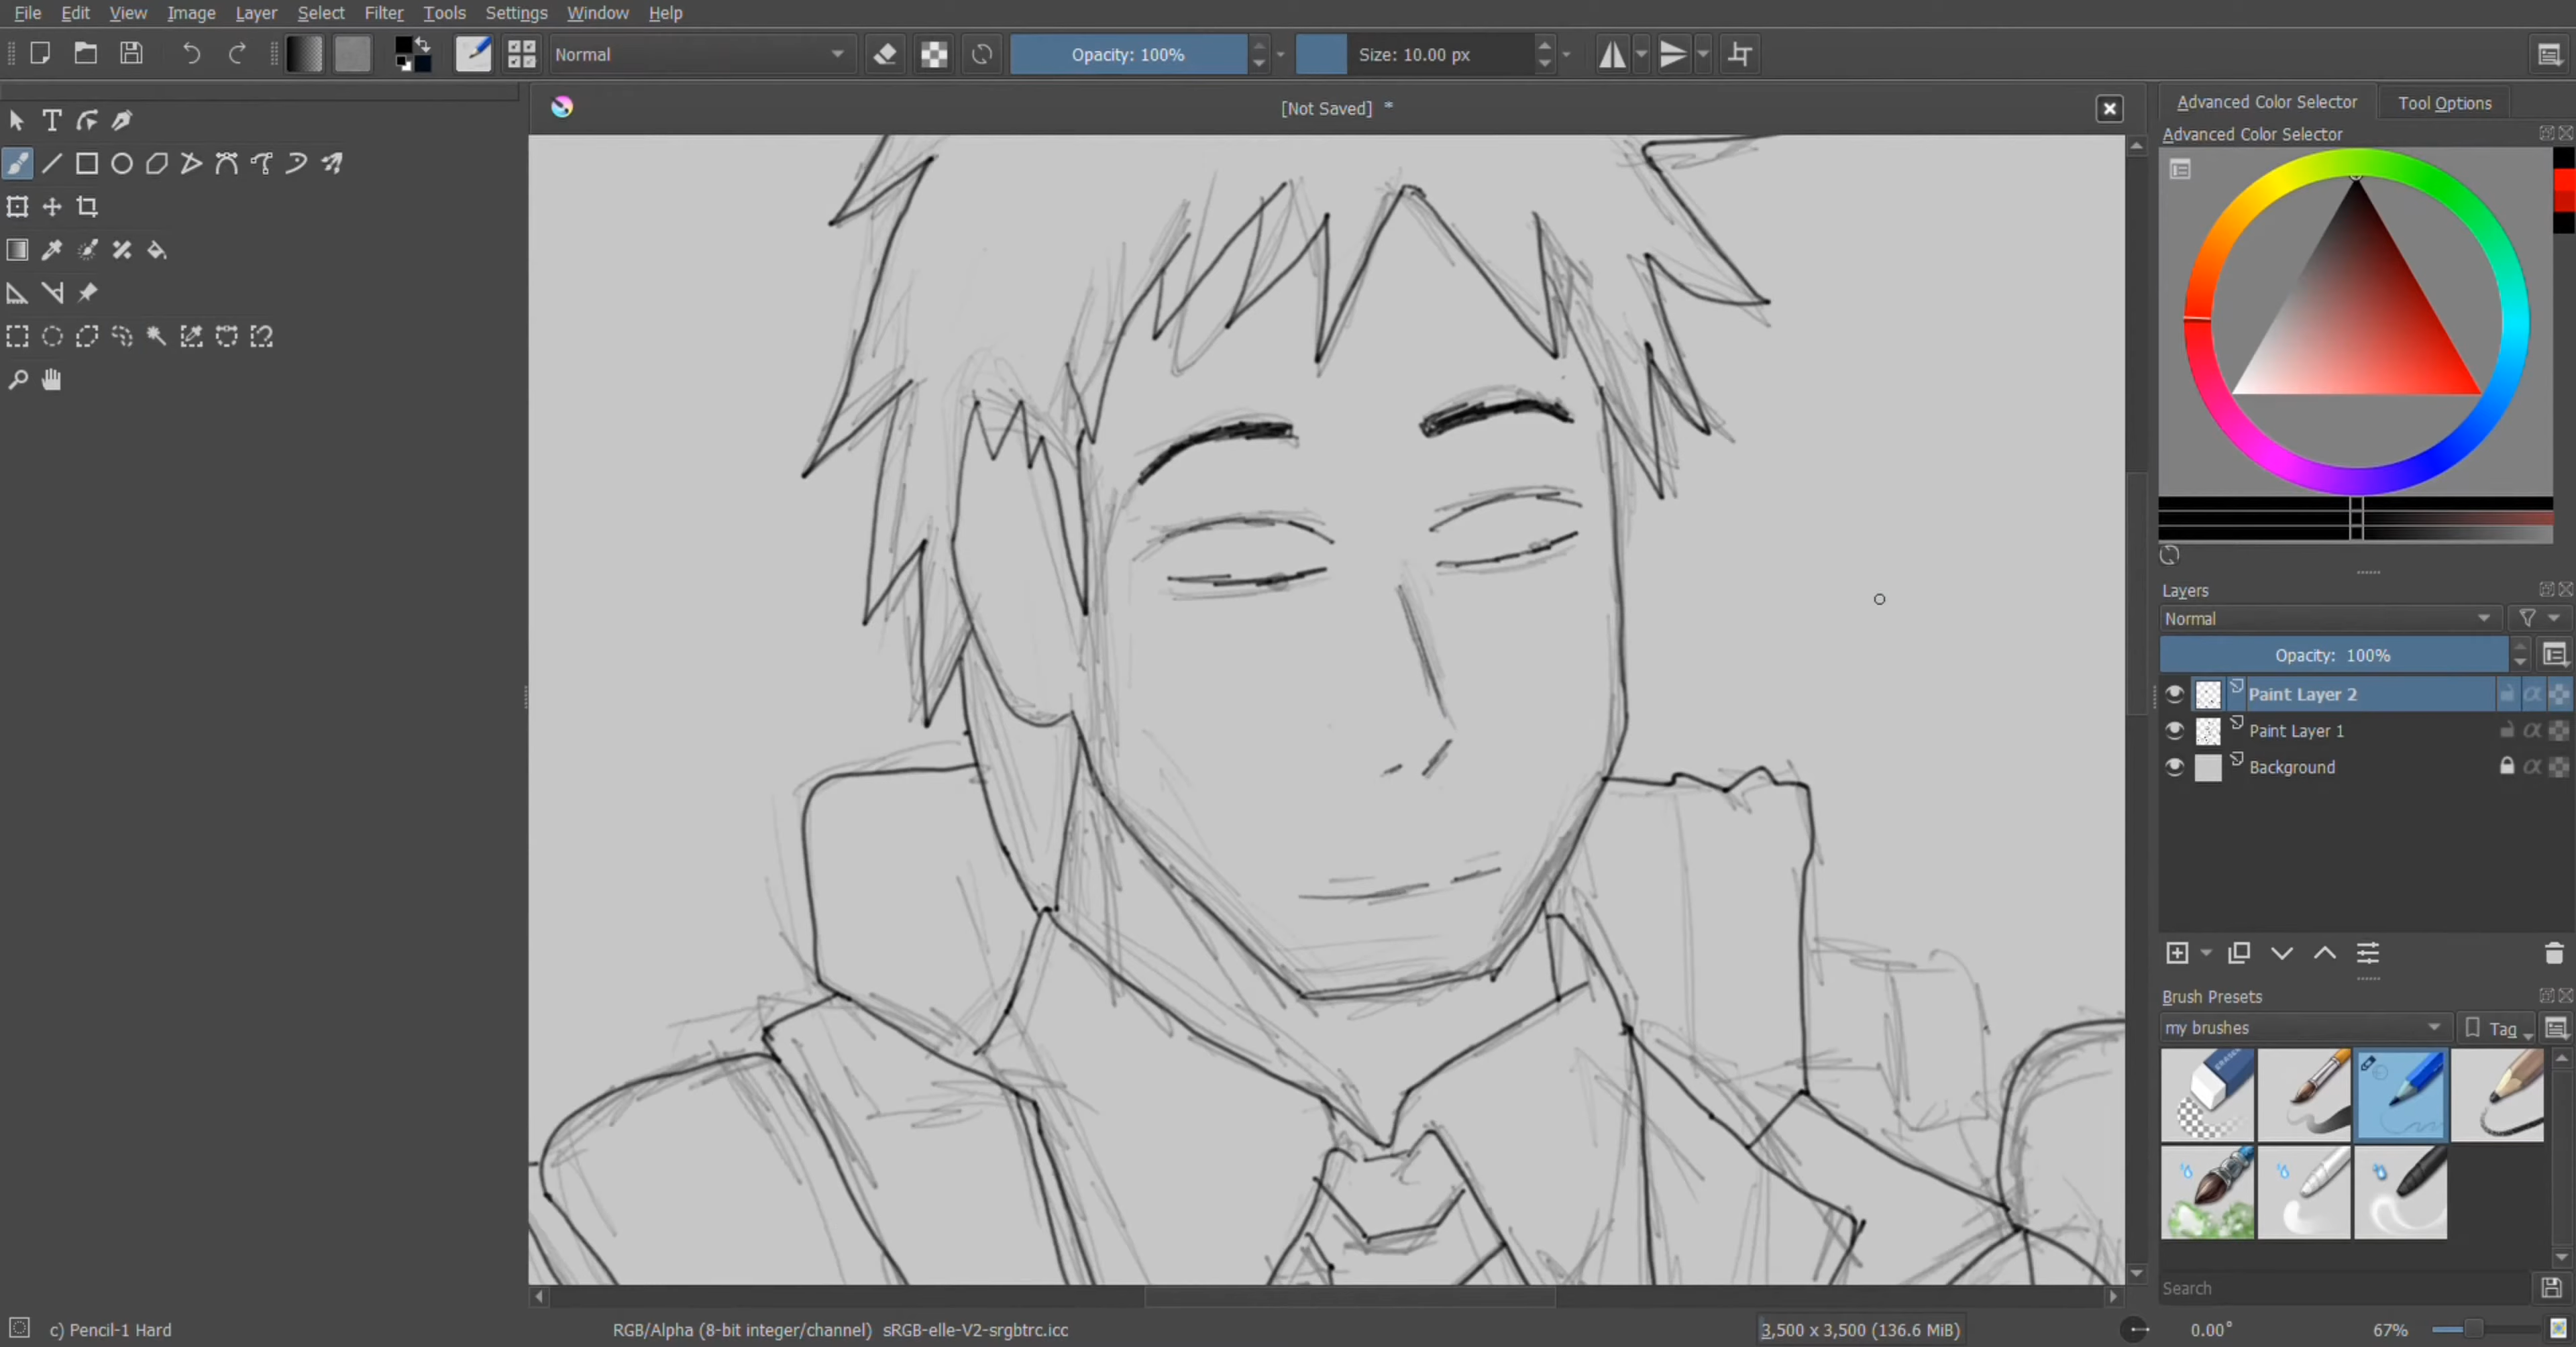 File Edit View Image Layer Select Filter Tools Settings Window Help
Normal
Opacity: 100%
Size: 10.00 px
[Not Saved] *
Advanced Color Selector
Tool Options
Advanced Color Selector
Layers
Normal
Opacity: 100%
Paint Layer 2
Paint Layer 1
Background
Brush Presets
my brushes
Tag
Search
c) Pencil-1 Hard
RGB/Alpha (8-bit integer/channel) sRGB-elle-V2-srgbtrc.icc
3,500 x 3,500 (136.6 MiB)
0.00°
67%